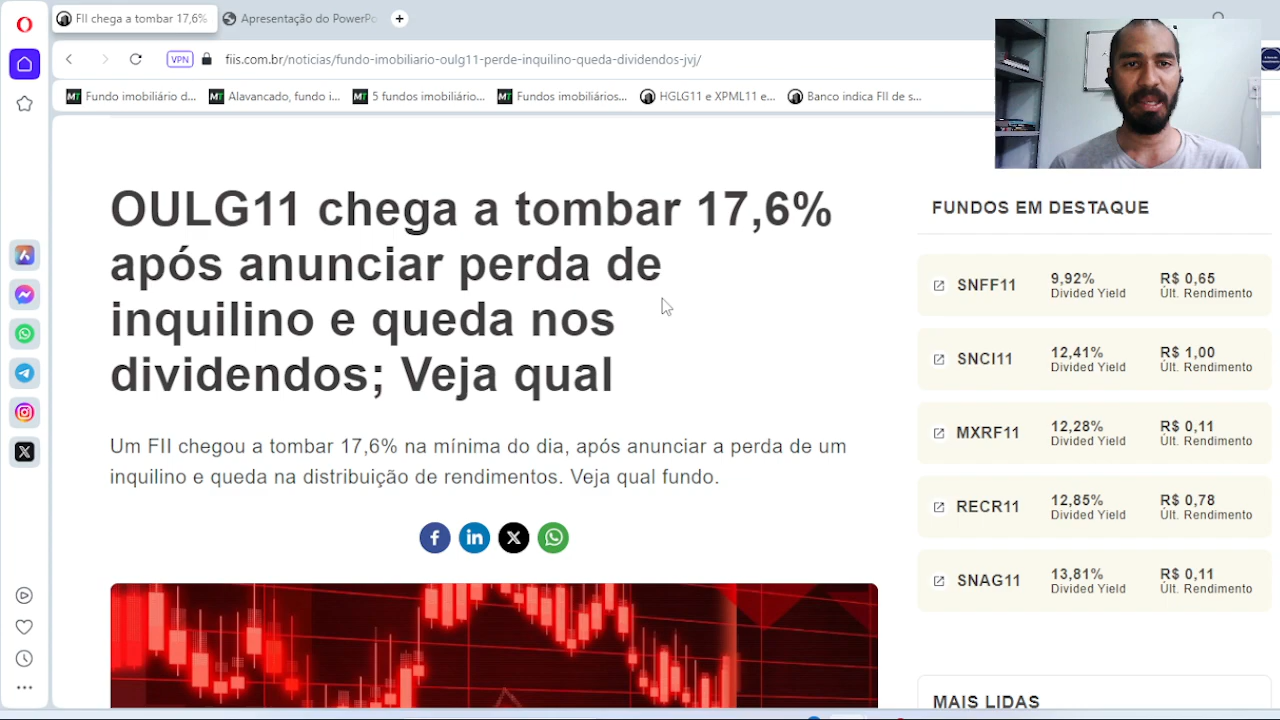 FII chega a tombar 17,6%
Apresentação do PowerPo
VPN
fiis.com.br/noticias/fundo-imobiliario-oulg11-perde-inquilino-queda-dividendos-jvj/
Fundo imobiliário d...
Alavancado, fundo i...
5 fundos imobiliário...
Fundos imobiliários...
HGLG11 e XPML11 e...
Banco indica FII de s...
OULG11 chega a tombar 17,6%
após anunciar perda de
inquilino e queda nos
dividendos; Veja qual
Um FII chegou a tombar 17,6% na mínima do dia, após anunciar a perda de um
inquilino e queda na distribuição de rendimentos. Veja qual fundo.
FUNDOS EM DESTAQUE
SNFF11 9,92% R$ 0,65
Divided Yield Últ. Rendimento
SNCI11 12,41% R$ 1,00
Divided Yield Últ. Rendimento
MXRF11 12,28% R$ 0,11
Divided Yield Últ. Rendimento
RECR11 12,85% R$ 0,78
Divided Yield Últ. Rendimento
SNAG11 13,81% R$ 0,11
Divided Yield Últ. Rendimento
MAIS LIDAS